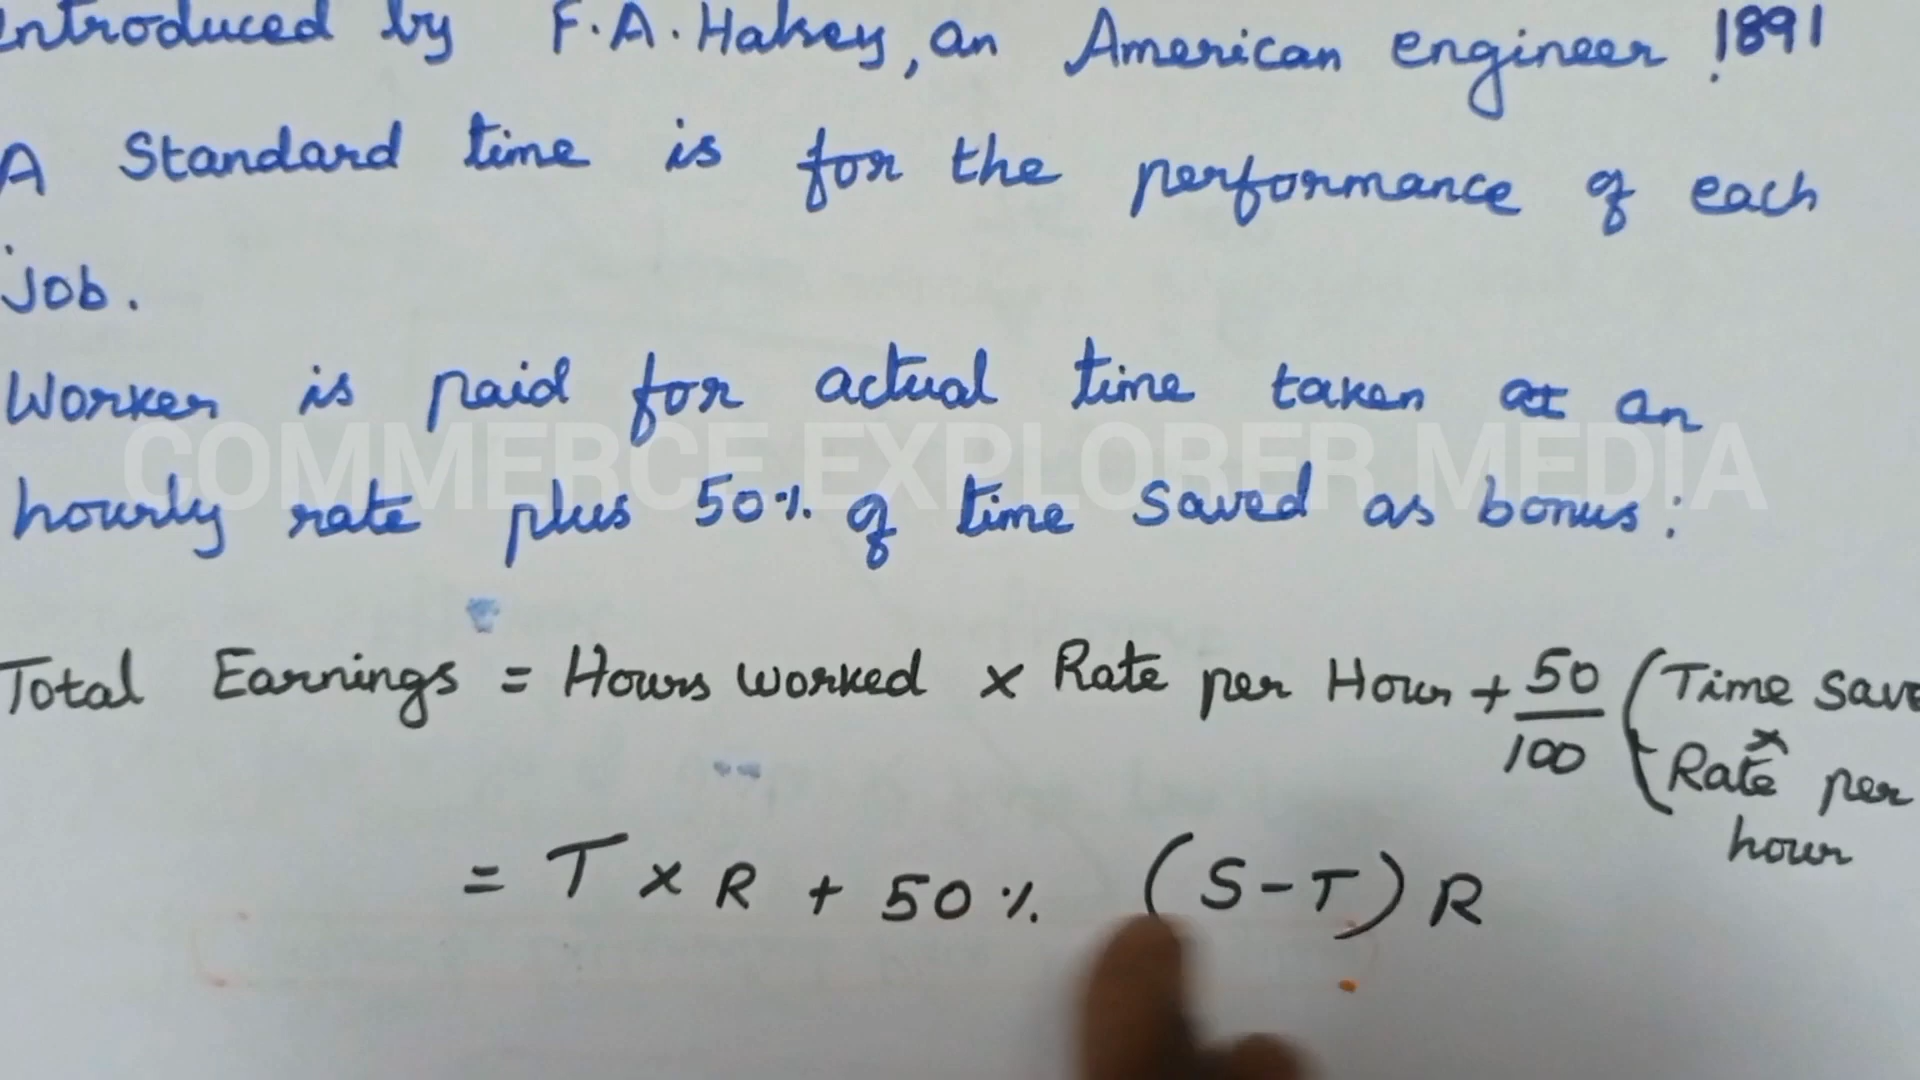 introduced by F.A. Halsey, an American engineer 1891
A Standard time is for the performance of each
job.
Worker is paid for actual time taken at an
COMMERCE EXPLORER MEDIA
hourly rate plus 50% of time saved as bonus:
Total Earnings = Hours worked × Rate per Hour + 50/100 (Time Save
× Rate per
hour
= T × R + 50% (S-T) R